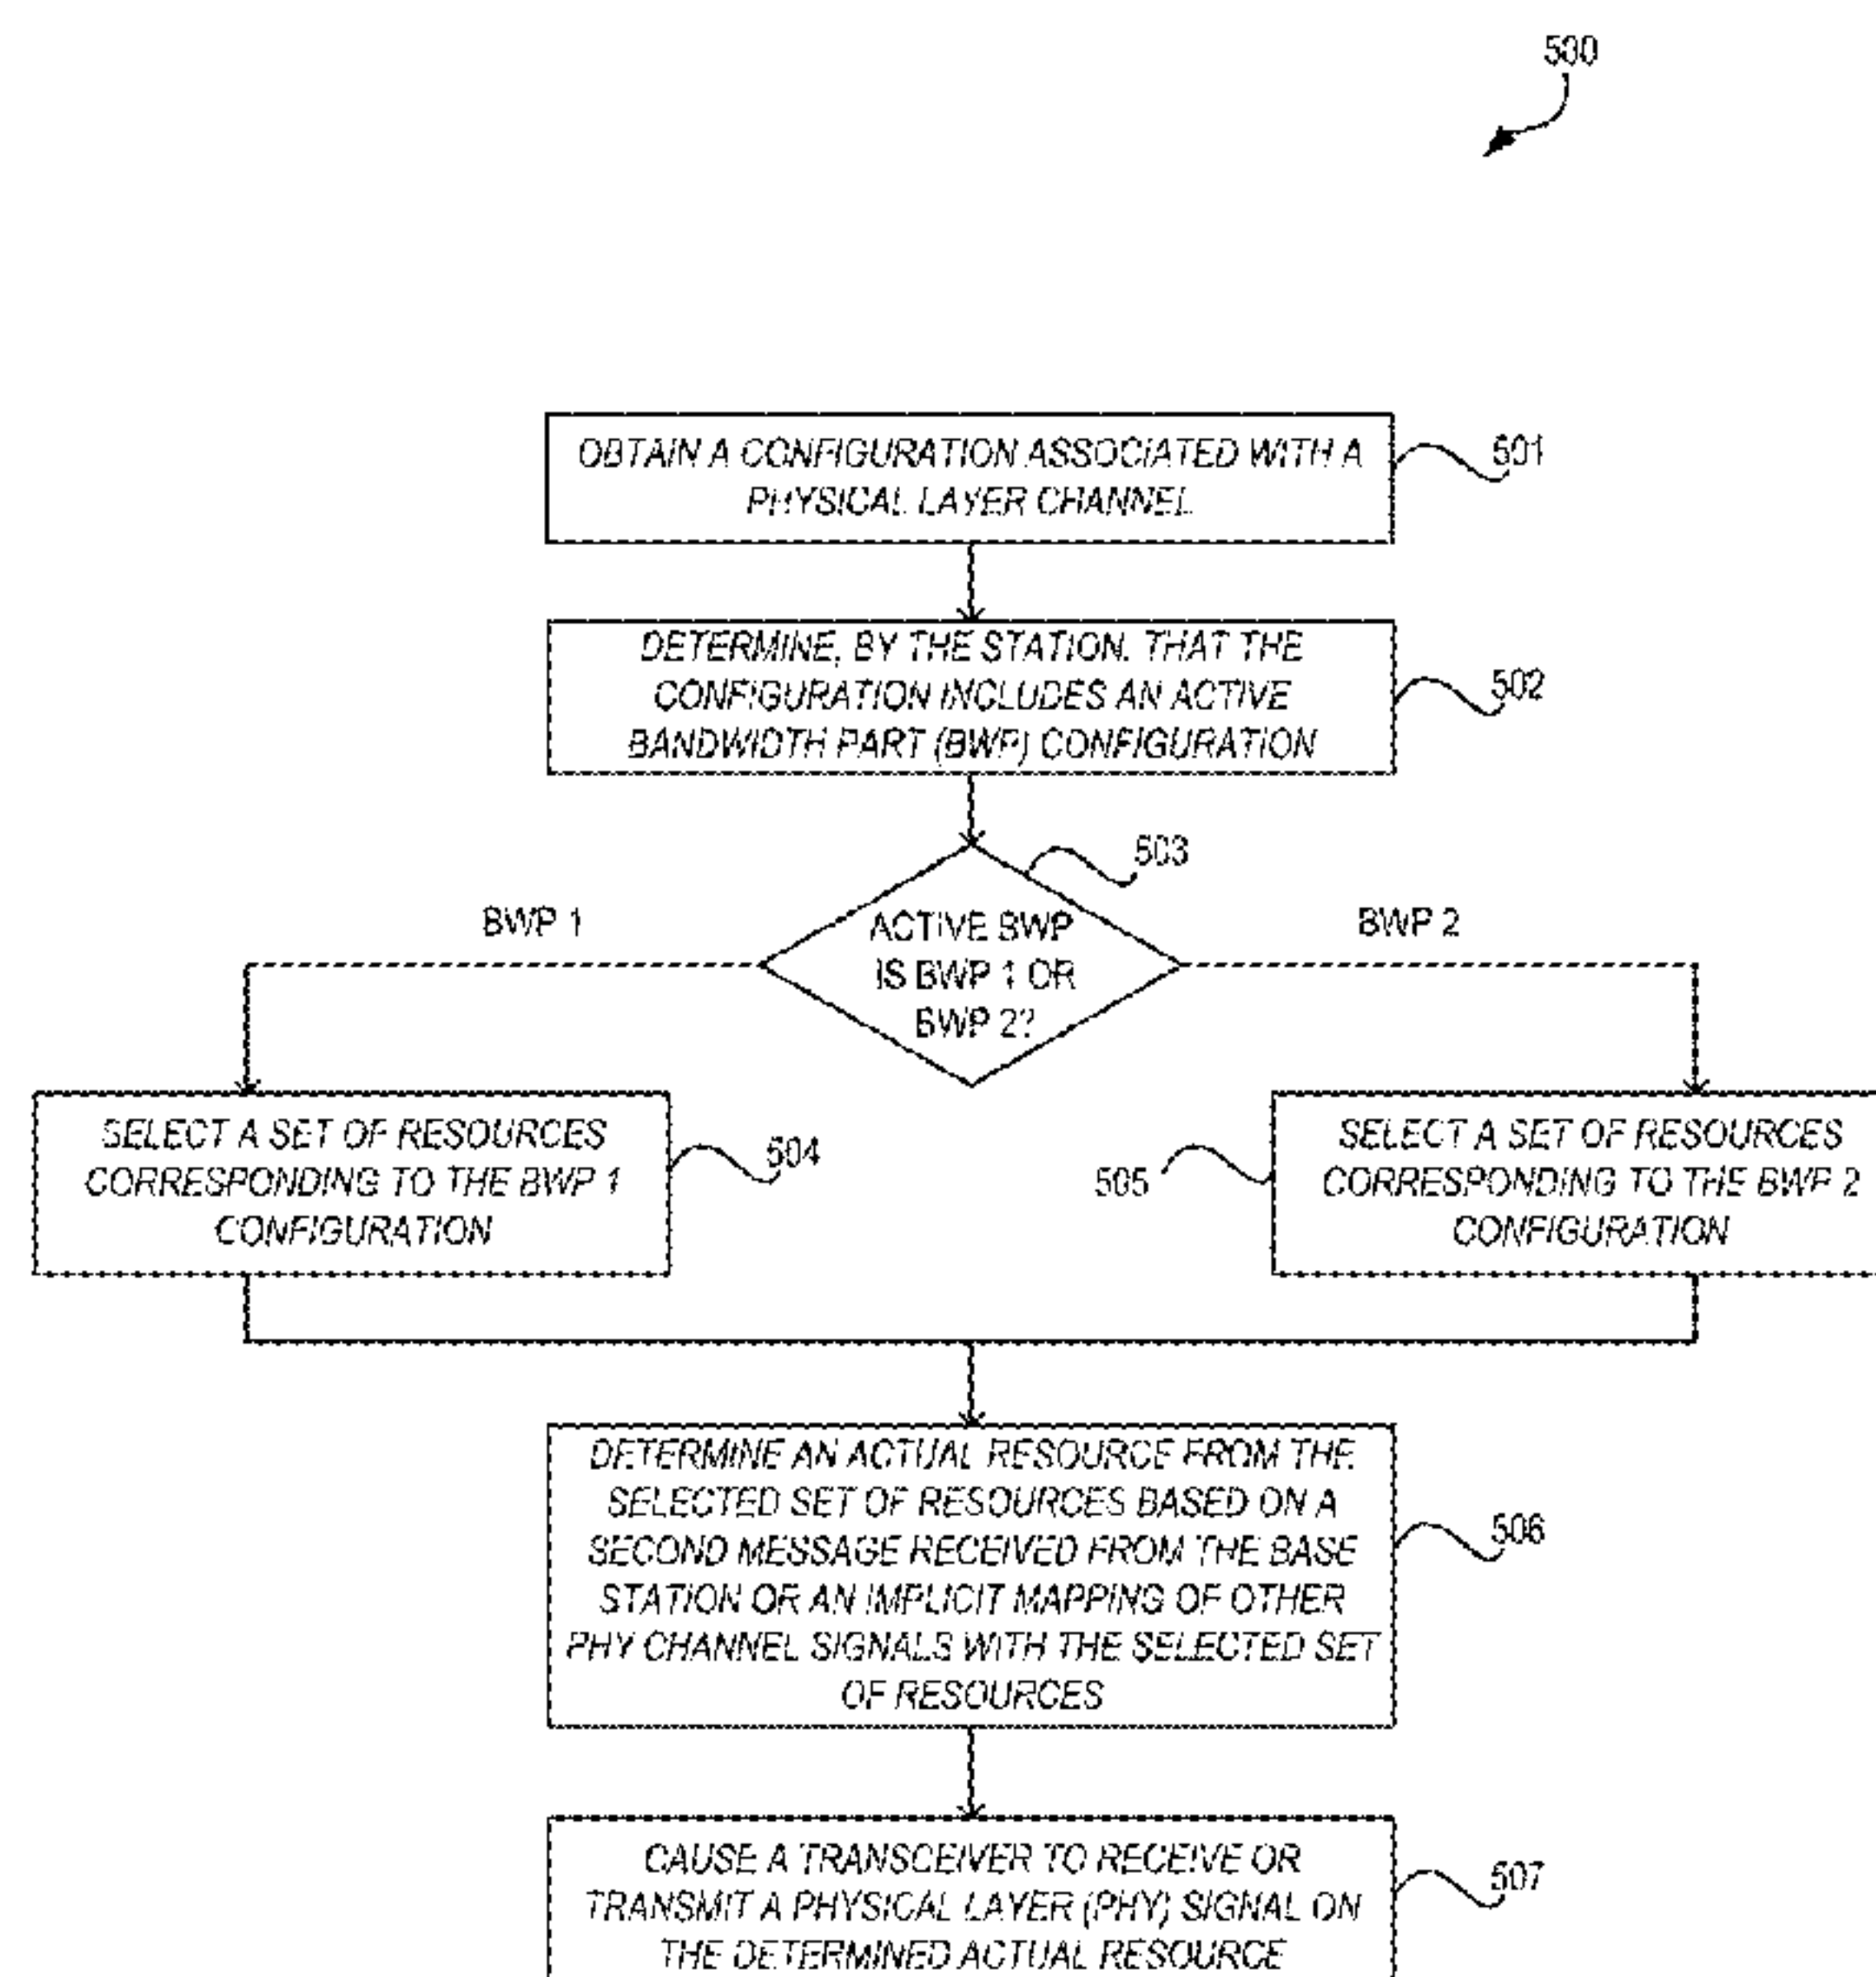 500
OBTAIN A CONFIGURATION ASSOCIATED WITH A
PHYSICAL LAYER CHANNEL
501
DETERMINE, BY THE STATION, THAT THE
CONFIGURATION INCLUDES AN ACTIVE
BANDWIDTH PART (BWP) CONFIGURATION
502
503
BWP 1
ACTIVE BWP
IS BWP 1 OR
BWP 2?
BWP 2
SELECT A SET OF RESOURCES
CORRESPONDING TO THE BWP 1
CONFIGURATION
504
505
SELECT A SET OF RESOURCES
CORRESPONDING TO THE BWP 2
CONFIGURATION
DETERMINE AN ACTUAL RESOURCE FROM THE
SELECTED SET OF RESOURCES BASED ON A
SECOND MESSAGE RECEIVED FROM THE BASE
STATION OR AN IMPLICIT MAPPING OF OTHER
PHY CHANNEL SIGNALS WITH THE SELECTED SET
OF RESOURCES
506
CAUSE A TRANSCEIVER TO RECEIVE OR
TRANSMIT A PHYSICAL LAYER (PHY) SIGNAL ON
THE DETERMINED ACTUAL RESOURCE
507